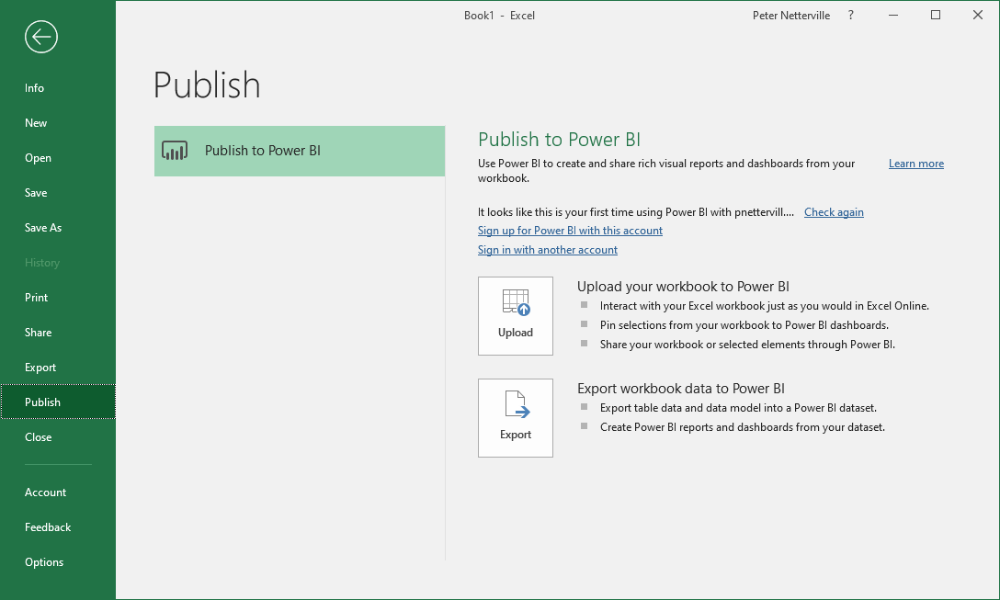 Book1 - Excel
Peter Netterville
?
Info
New
Open
Save
Save As
History
Print
Share
Export
Publish
Close
Account
Feedback
Options
Publish
Publish to Power BI
Publish to Power BI
Use Power BI to create and share rich visual reports and dashboards from your
workbook.
Learn more
It looks like this is your first time using Power BI with pnettervill.... Check again
Sign up for Power BI with this account
Sign in with another account
Upload
Upload your workbook to Power BI
Interact with your Excel workbook just as you would in Excel Online.
Pin selections from your workbook to Power BI dashboards.
Share your workbook or selected elements through Power BI.
Export
Export workbook data to Power BI
Export table data and data model into a Power BI dataset.
Create Power BI reports and dashboards from your dataset.